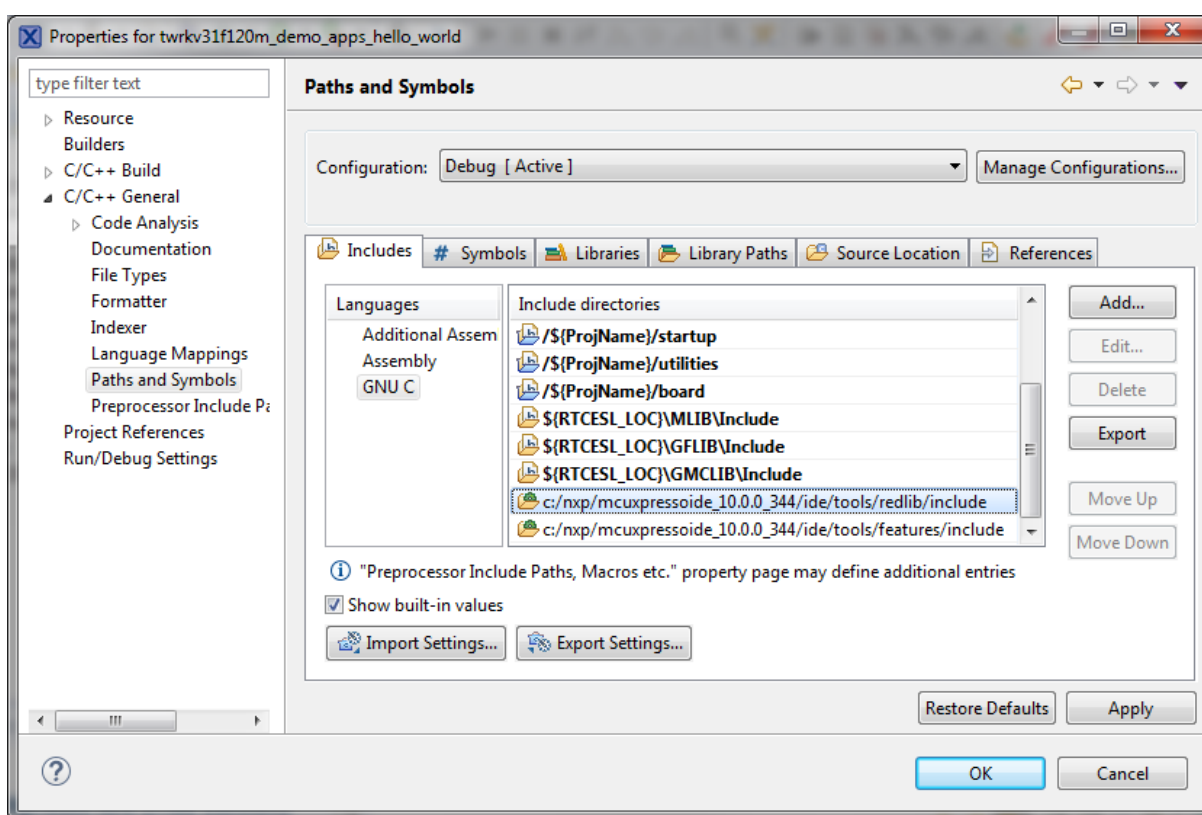 Properties for twrkv31f120m_demo_apps_hello_world
type filter text
Resource
Builders
C/C++ Build
C/C++ General
Code Analysis
Documentation
File Types
Formatter
Indexer
Language Mappings
Paths and Symbols
Preprocessor Include Pa
Project References
Run/Debug Settings
Paths and Symbols
Configuration: Debug [ Active ] Manage Configurations...
Includes # Symbols Libraries Library Paths Source Location References
Languages
Additional Assem
Assembly
GNU C
Include directories
/${ProjName}/startup
/${ProjName}/utilities
/${ProjName}/board
${RTCESL_LOC}\MLIB\Include
${RTCESL_LOC}\GFLIB\Include
${RTCESL_LOC}\GMCLIB\Include
c:/nxp/mcuxpressoide_10.0.0_344/ide/tools/redlib/include
c:/nxp/mcuxpressoide_10.0.0_344/ide/tools/features/include
Add...
Edit...
Delete
Export
Move Up
Move Down
"Preprocessor Include Paths, Macros etc." property page may define additional entries
Show built-in values
Import Settings... Export Settings...
Restore Defaults Apply
OK Cancel